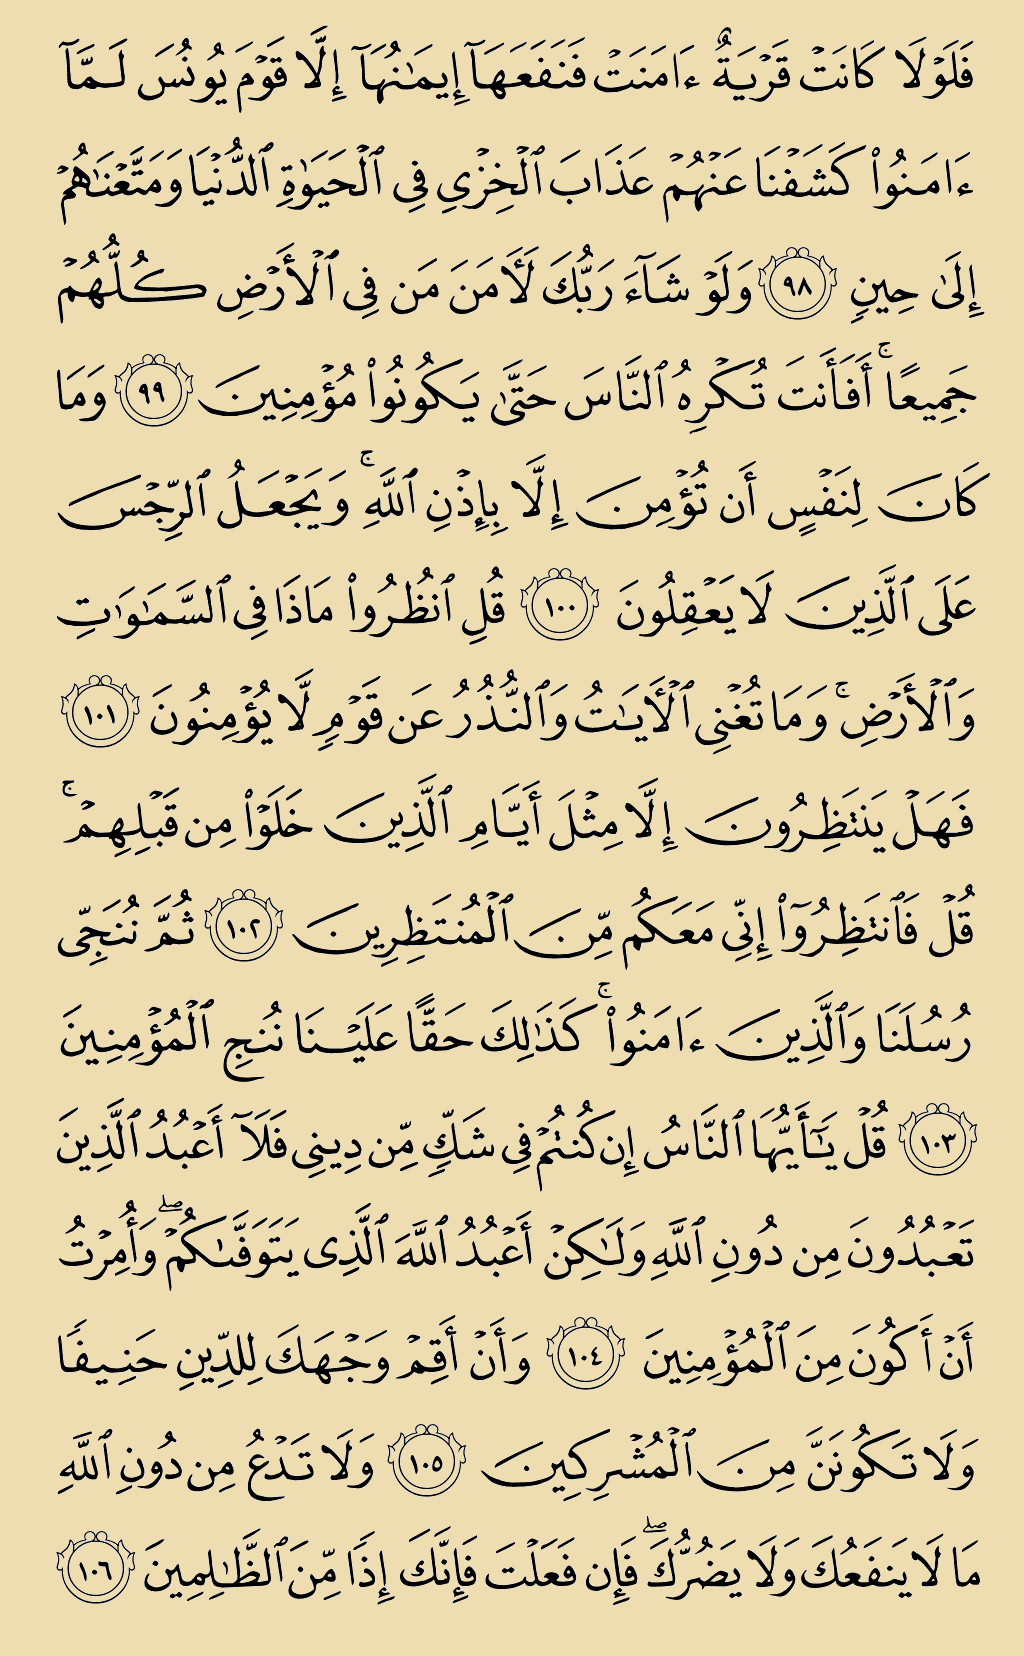 فَلَوۡلَا كَانَتۡ قَرۡيَةٌ ءَامَنَتۡ فَنَفَعَهَآ إِيمَٰنُهَآ إِلَّا قَوۡمَ يُونُسَ لَمَّآ
ءَامَنُواْ كَشَفۡنَا عَنۡهُمۡ عَذَابَ ٱلۡخِزۡيِ فِي ٱلۡحَيَوٰةِ ٱلدُّنۡيَا وَمَتَّعۡنَٰهُمۡ
إِلَىٰ حِينٖ ٩٨ وَلَوۡ شَآءَ رَبُّكَ لَأٓمَنَ مَن فِي ٱلۡأَرۡضِ كُلُّهُمۡ
جَمِيعًاۚ أَفَأَنتَ تُكۡرِهُ ٱلنَّاسَ حَتَّىٰ يَكُونُواْ مُؤۡمِنِينَ ٩٩ وَمَا
كَانَ لِنَفۡسٍ أَن تُؤۡمِنَ إِلَّا بِإِذۡنِ ٱللَّهِۚ وَيَجۡعَلُ ٱلرِّجۡسَ
عَلَى ٱلَّذِينَ لَا يَعۡقِلُونَ ١٠٠ قُلِ ٱنظُرُواْ مَاذَا فِي ٱلسَّمَٰوَٰتِ
وَٱلۡأَرۡضِۚ وَمَا تُغۡنِي ٱلۡأٓيَٰتُ وَٱلنُّذُرُ عَن قَوۡمٖ لَّا يُؤۡمِنُونَ ١٠١
فَهَلۡ يَنتَظِرُونَ إِلَّا مِثۡلَ أَيَّامِ ٱلَّذِينَ خَلَوۡاْ مِن قَبۡلِهِمۡۚ
قُلۡ فَٱنتَظِرُوٓاْ إِنِّي مَعَكُم مِّنَ ٱلۡمُنتَظِرِينَ ١٠٢ ثُمَّ نُنَجِّي
رُسُلَنَا وَٱلَّذِينَ ءَامَنُواْۚ كَذَٰلِكَ حَقًّا عَلَيۡنَا نُنجِ ٱلۡمُؤۡمِنِينَ
١٠٣ قُلۡ يَٰٓأَيُّهَا ٱلنَّاسُ إِن كُنتُمۡ فِي شَكّٖ مِّن دِينِي فَلَآ أَعۡبُدُ ٱلَّذِينَ
تَعۡبُدُونَ مِن دُونِ ٱللَّهِ وَلَٰكِنۡ أَعۡبُدُ ٱللَّهَ ٱلَّذِي يَتَوَفَّىٰكُمۡۖ وَأُمِرۡتُ
أَنۡ أَكُونَ مِنَ ٱلۡمُؤۡمِنِينَ ١٠٤ وَأَنۡ أَقِمۡ وَجۡهَكَ لِلدِّينِ حَنِيفٗا
وَلَا تَكُونَنَّ مِنَ ٱلۡمُشۡرِكِينَ ١٠٥ وَلَا تَدۡعُ مِن دُونِ ٱللَّهِ
مَا لَا يَنفَعُكَ وَلَا يَضُرُّكَۖ فَإِن فَعَلۡتَ فَإِنَّكَ إِذٗا مِّنَ ٱلظَّٰلِمِينَ ١٠٦